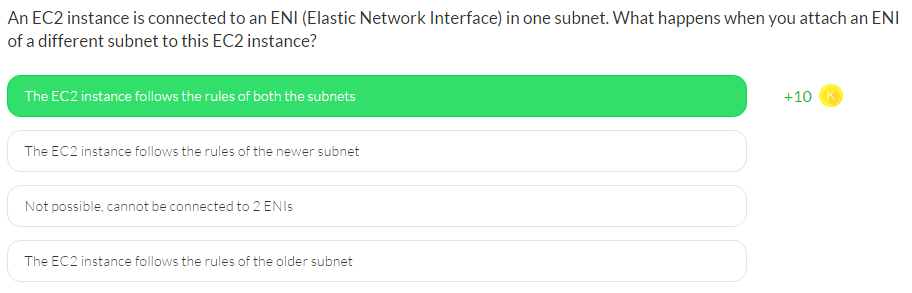 An EC2 instance is connected to an ENI (Elastic Network Interface) in one subnet. What happens when you attach an ENI
of a different subnet to this EC2 instance?
The EC2 instance follows the rules of both the subnets
+10 K
The EC2 instance follows the rules of the newer subnet
Not possible, cannot be connected to 2 ENIs
The EC2 instance follows the rules of the older subnet